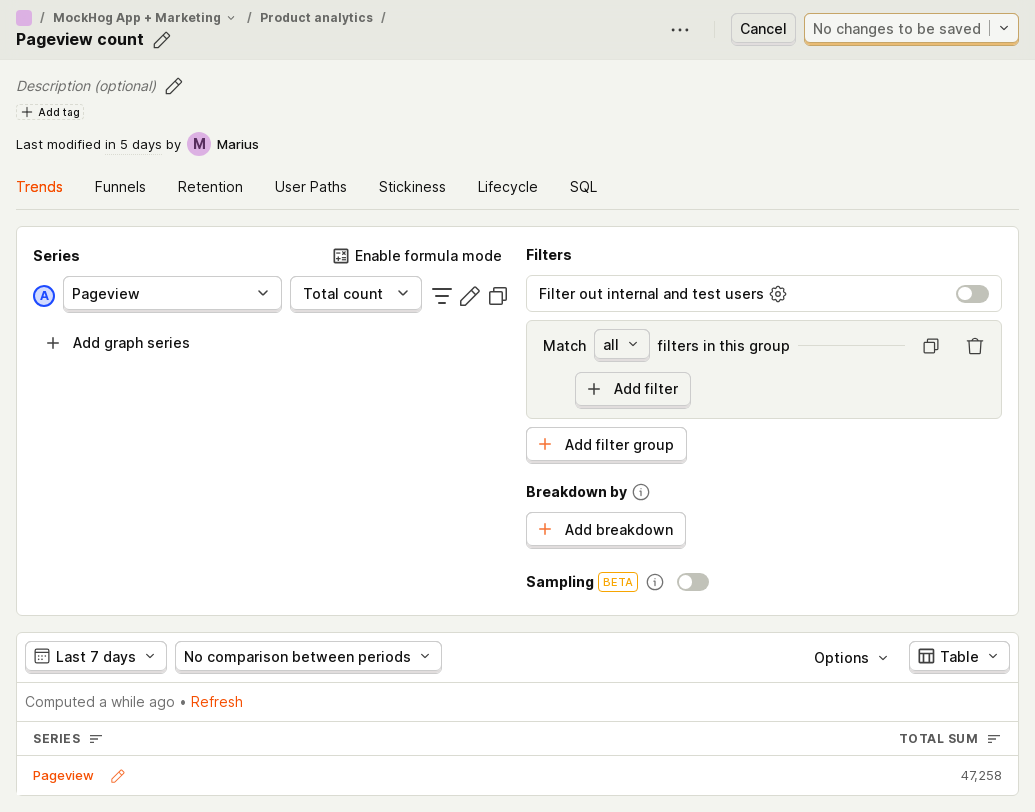 / MockHog App + Marketing / Product analytics /
Pageview count
Cancel
No changes to be saved
Description (optional)
Add tag
Last modified in 5 days by M Marius
Trends Funnels Retention User Paths Stickiness Lifecycle SQL
Series
Enable formula mode
A Pageview Total count
Add graph series
Filters
Filter out internal and test users
Match all filters in this group
Add filter
Add filter group
Breakdown by
Add breakdown
Sampling BETA
Last 7 days No comparison between periods Options Table
Computed a while ago • Refresh
SERIES TOTAL SUM
Pageview 47,258